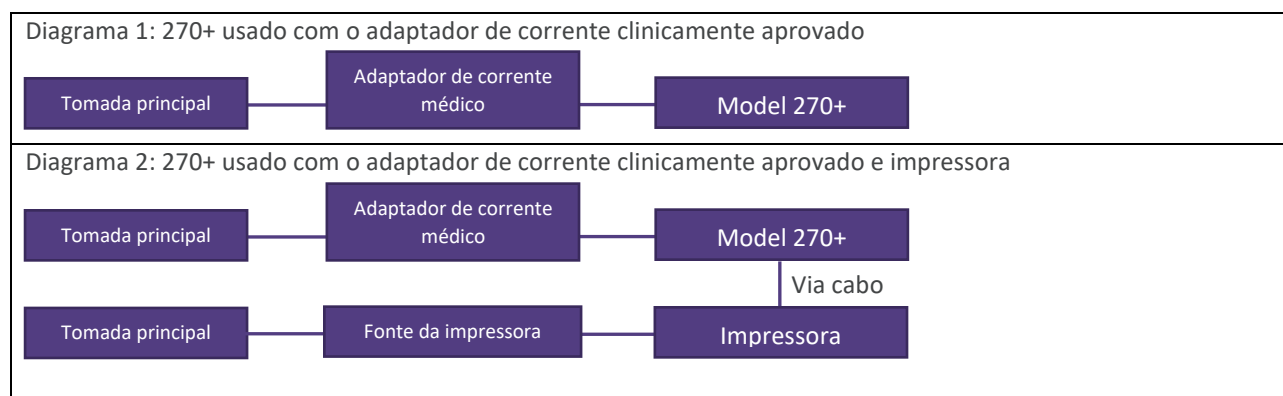 Diagrama 1: 270+ usado com o adaptador de corrente clinicamente aprovado
Tomada principal
Adaptador de corrente
médico
Model 270+
Diagrama 2: 270+ usado com o adaptador de corrente clinicamente aprovado e impressora
Tomada principal
Adaptador de corrente
médico
Model 270+
Via cabo
Tomada principal
Fonte da impressora
Impressora